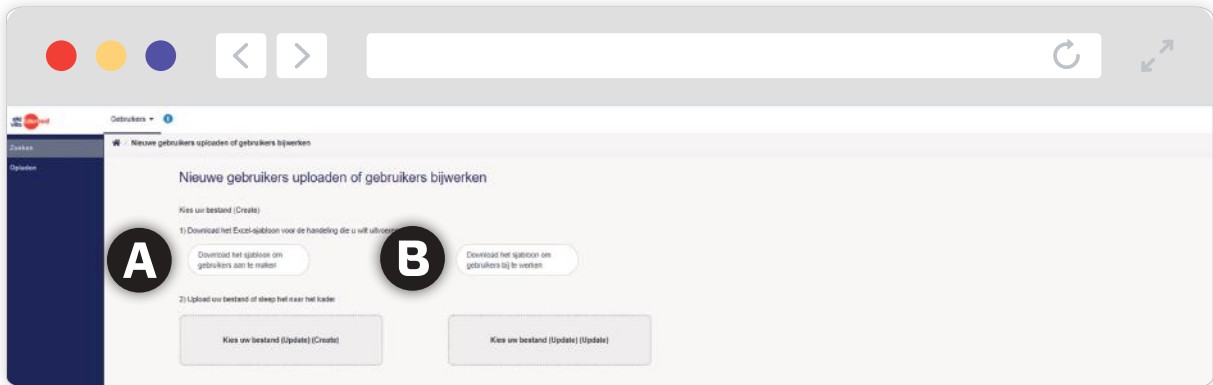 Gebruikers
Zoeken
Nieuwe gebruikers uploaden of gebruikers bijwerken
Opladen
Nieuwe gebruikers uploaden of gebruikers bijwerken
Kies uw bestand (Create)
1) Download het Excel-sjabloon voor de handeling die u wilt uitvoeren
A
Download het sjabloon om
gebruikers aan te maken
B
Download het sjabloon om
gebruikers bij te werken
2) Upload uw bestand of sleep het naar het kader
Kies uw bestand (Update) (Create)
Kies uw bestand (Update) (Update)